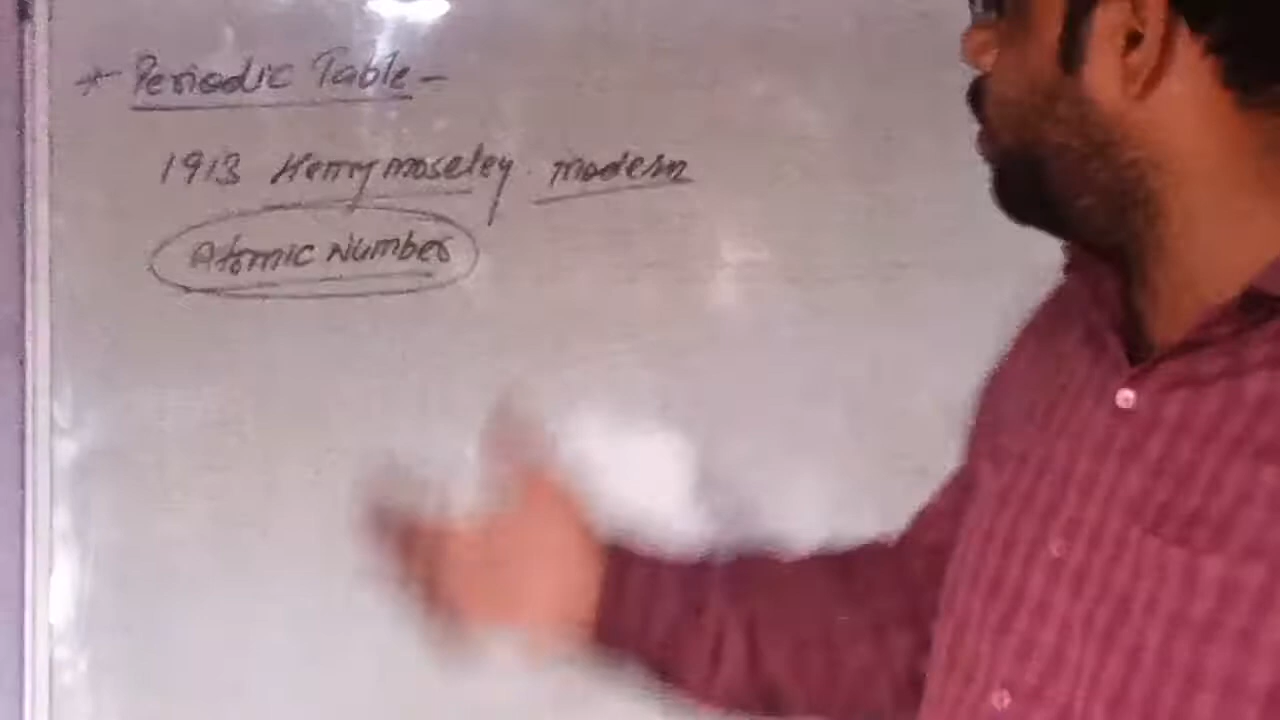 * Periodic Table -
1913 Henry moseley. modern
Atomic Number